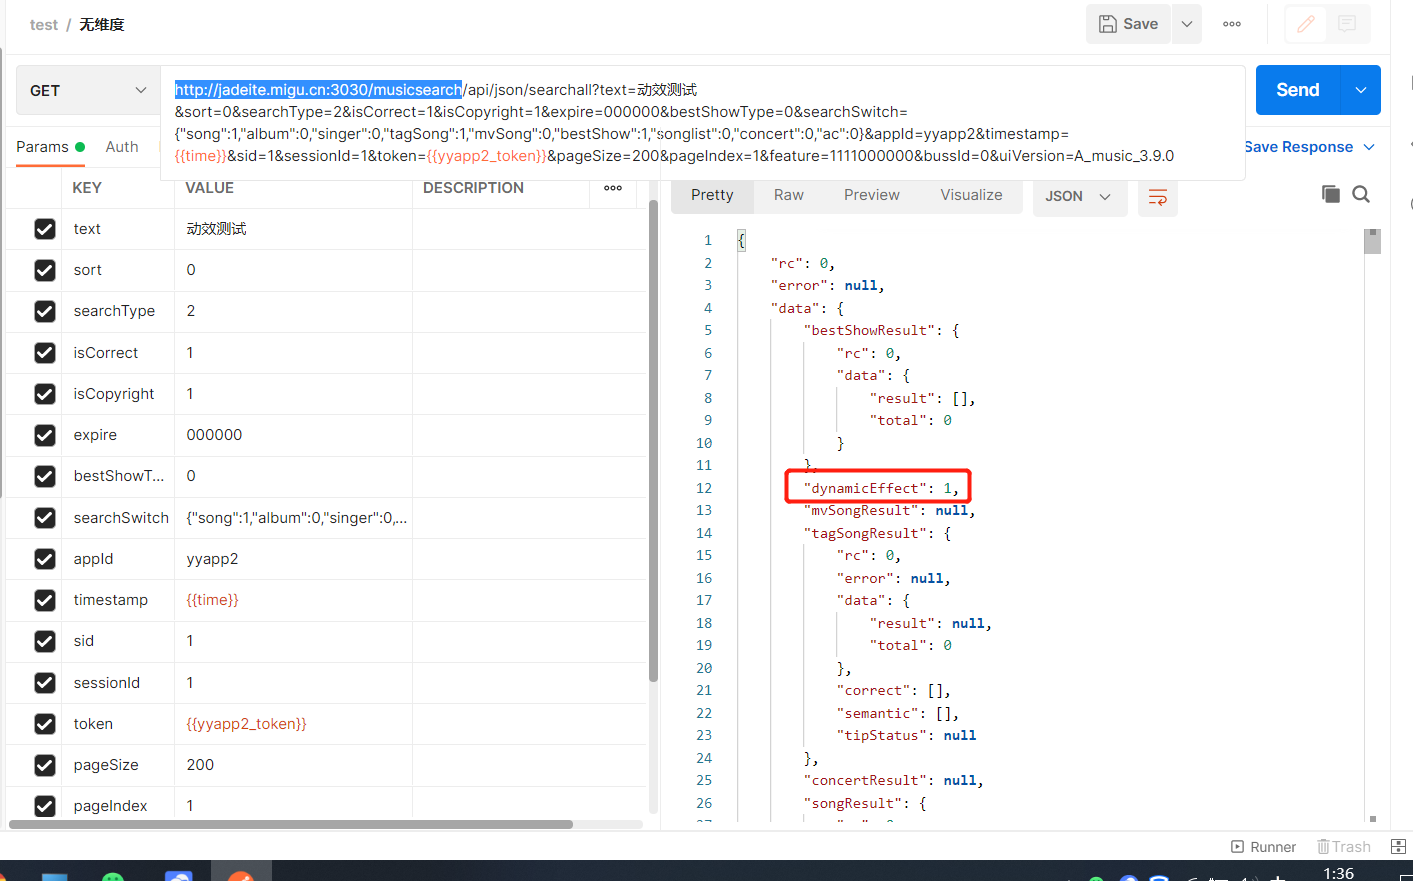 test / 无维度
Save
GET
http://jadeite.migu.cn:3030/musicsearch/api/json/searchall?text=动效测试
&sort=0&searchType=2&isCorrect=1&isCopyright=1&expire=000000&bestShowType=0&searchSwitch=
{"song":1,"album":0,"singer":0,"tagSong":1,"mvSong":0,"bestShow":1,"songlist":0,"concert":0,"ac":0}&appId=yyapp2&timestamp=
{{time}}&sid=1&sessionId=1&token={{yyapp2_token}}&pageSize=200&pageIndex=1&feature=1111000000&bussId=0&uiVersion=A_music_3.9.0
Send
Params Auth
Save Response
KEY VALUE DESCRIPTION
text 动效测试
sort 0
searchType 2
isCorrect 1
isCopyright 1
expire 000000
bestShowT... 0
searchSwitch {"song":1,"album":0,"singer":0,...
appId yyapp2
timestamp {{time}}
sid 1
sessionId 1
token {{yyapp2_token}}
pageSize 200
pageIndex 1
Pretty Raw Preview Visualize JSON
1 {
2 "rc": 0,
3 "error": null,
4 "data": {
5 "bestShowResult": {
6 "rc": 0,
7 "data": {
8 "result": [],
9 "total": 0
10 }
11 },
12 "dynamicEffect": 1,
13 "mvSongResult": null,
14 "tagSongResult": {
15 "rc": 0,
16 "error": null,
17 "data": {
18 "result": null,
19 "total": 0
20 },
21 "correct": [],
22 "semantic": [],
23 "tipStatus": null
24 },
25 "concertResult": null,
26 "songResult": {
Runner Trash
1:36